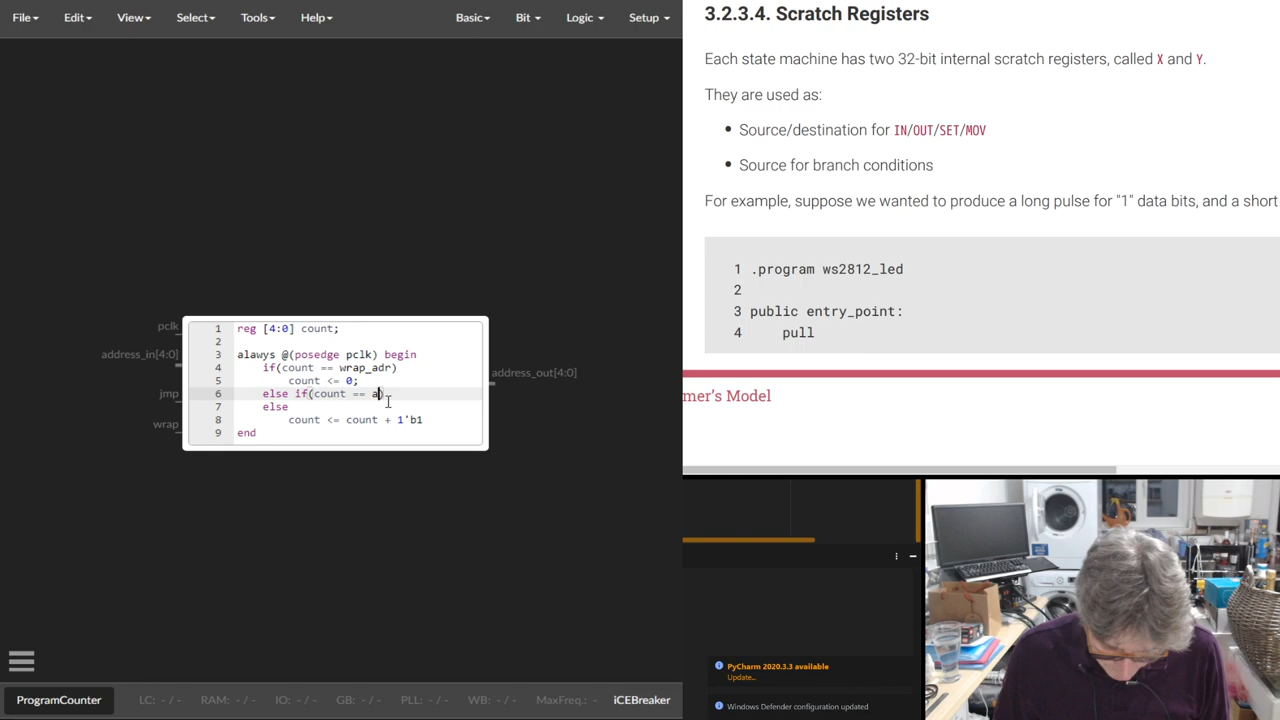 File Edit View Select Tools Help Basic Bit Logic Setup
pclk
address_in[4:0]
jmp
wrap
address_out[4:0]
1 reg [4:0] count;
2
3 alawys @(posedge pclk) begin
4 if(count == wrap_adr)
5 count <= 0;
6 else if(count == a)
7 else
8 count <= count + 1'b1
9 end
ProgramCounter LC: - / - RAM: - / - IO: - / - GB: - / - PLL: - / - WB: - / - MaxFreq.: - / - iCEBreaker
3.2.3.4. Scratch Registers
Each state machine has two 32-bit internal scratch registers, called X and Y.
They are used as:
• Source/destination for IN/OUT/SET/MOV
• Source for branch conditions
For example, suppose we wanted to produce a long pulse for "1" data bits, and a short
1 .program ws2812_led
2
3 public entry_point:
4 pull
mer's Model
PyCharm 2020.3.3 available
Update...
Windows Defender configuration updated